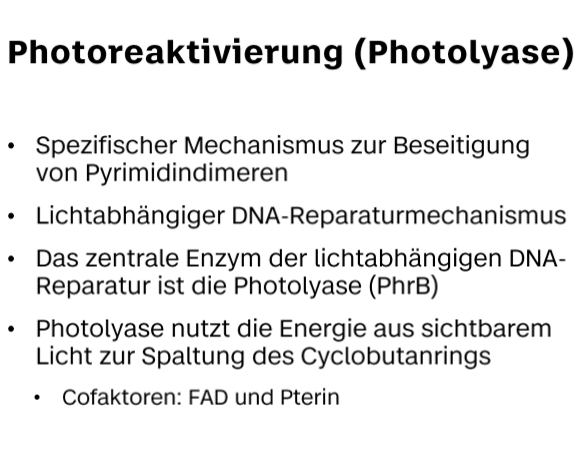 Photoreaktivierung (Photolyase)
• Spezifischer Mechanismus zur Beseitigung
von Pyrimidindimeren
• Lichtabhängiger DNA-Reparaturmechanismus
• Das zentrale Enzym der lichtabhängigen DNA-
Reparatur ist die Photolyase (PhrB)
• Photolyase nutzt die Energie aus sichtbarem
Licht zur Spaltung des Cyclobutanrings
• Cofaktoren: FAD und Pterin